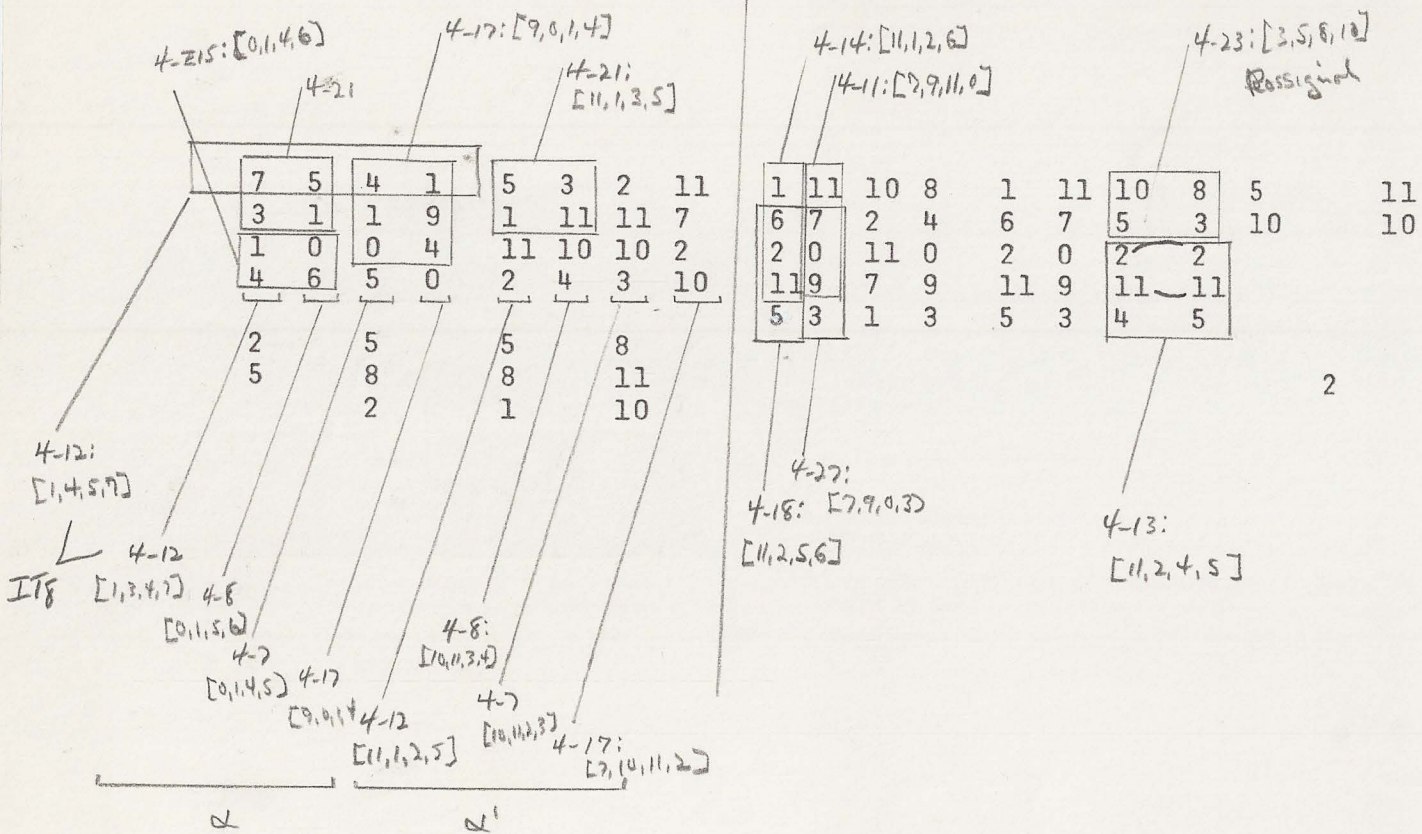 4-Z15: [0,1,4,6]
4-21
4-17: [9,0,1,4]
4-21:
[11,1,3,5]
4-14: [11,1,2,6]
4-11: [7,9,11,0]
4-23: [3,5,8,10]
Rossignol
7 5 4 1 5 3 2 11 1 11 10 8 1 11 10 8 5 11
3 1 1 9 1 11 11 7 6 7 2 4 6 7 5 3 10 10
1 0 0 4 11 10 10 2 2 0 11 0 2 0 2 2
4 6 5 0 2 4 3 10 11 9 7 9 11 9 11 11
5 3 1 3 5 3 4 5
2 5 5 8
5 8 8 11
2 1 10
2
4-12:
[1,4,5,7]
IT8
4-12
[1,3,4,7]
4-8
[0,1,5,6]
4-7
[0,1,4,5]
4-17
[9,0,1,4
4-12
[11,1,2,5]
4-8:
[10,11,3,4]
4-7
[10,11,2,3]
4-17:
[7,10,11,2]
4-18:
[11,2,5,6]
4-27:
[7,9,0,3]
4-13:
[11,2,4,5]
α α'